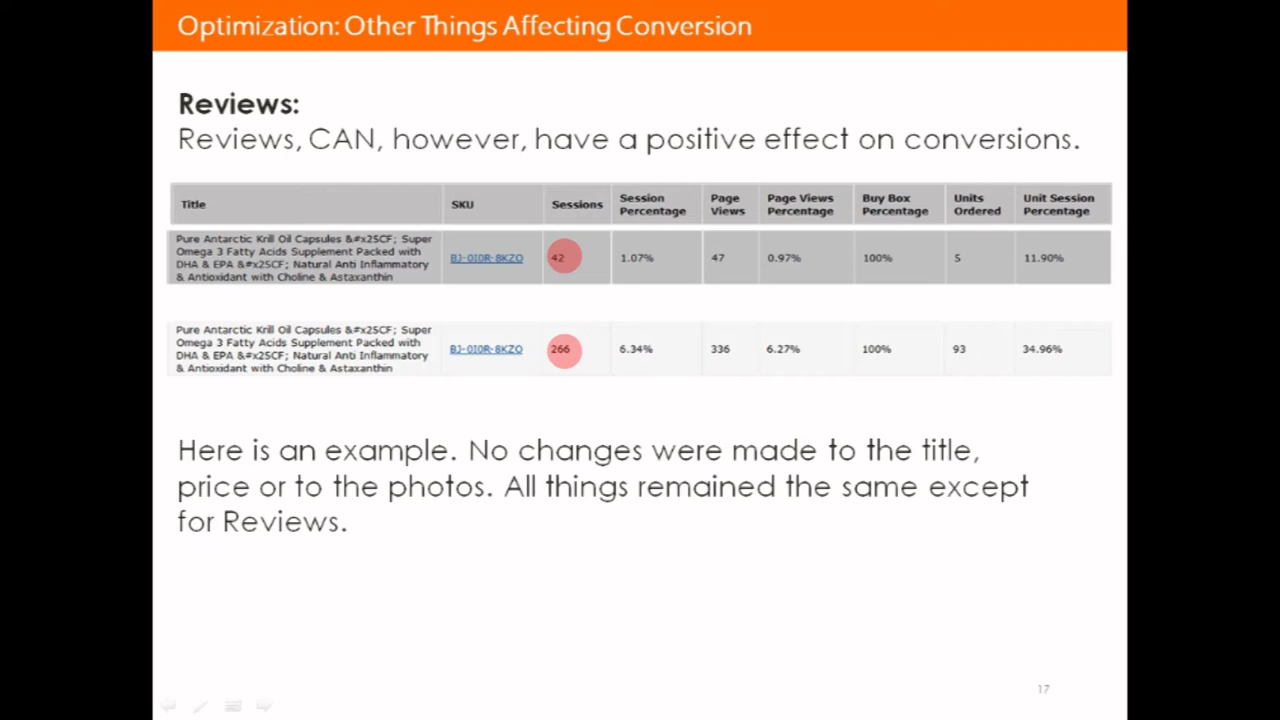 Optimization: Other Things Affecting Conversion
Reviews:
Reviews, CAN, however, have a positive effect on conversions.
Title SKU Sessions Session Percentage Page Views Page Views Percentage Buy Box Percentage Units Ordered Unit Session Percentage
Pure Antarctic Krill Oil Capsules &#x25CF; Super
Omega 3 Fatty Acids Supplement Packed with
DHA & EPA &#x25CF; Natural Anti Inflammatory
& Antioxidant with Choline & Astaxanthin
BJ-0I0R-8KZO 42 1.07% 47 0.97% 100% 5 11.90%
Pure Antarctic Krill Oil Capsules &#x25CF; Super
Omega 3 Fatty Acids Supplement Packed with
DHA & EPA &#x25CF; Natural Anti Inflammatory
& Antioxidant with Choline & Astaxanthin
BJ-0I0R-8KZO 266 6.34% 336 6.27% 100% 93 34.96%
Here is an example. No changes were made to the title,
price or to the photos. All things remained the same except
for Reviews.
17